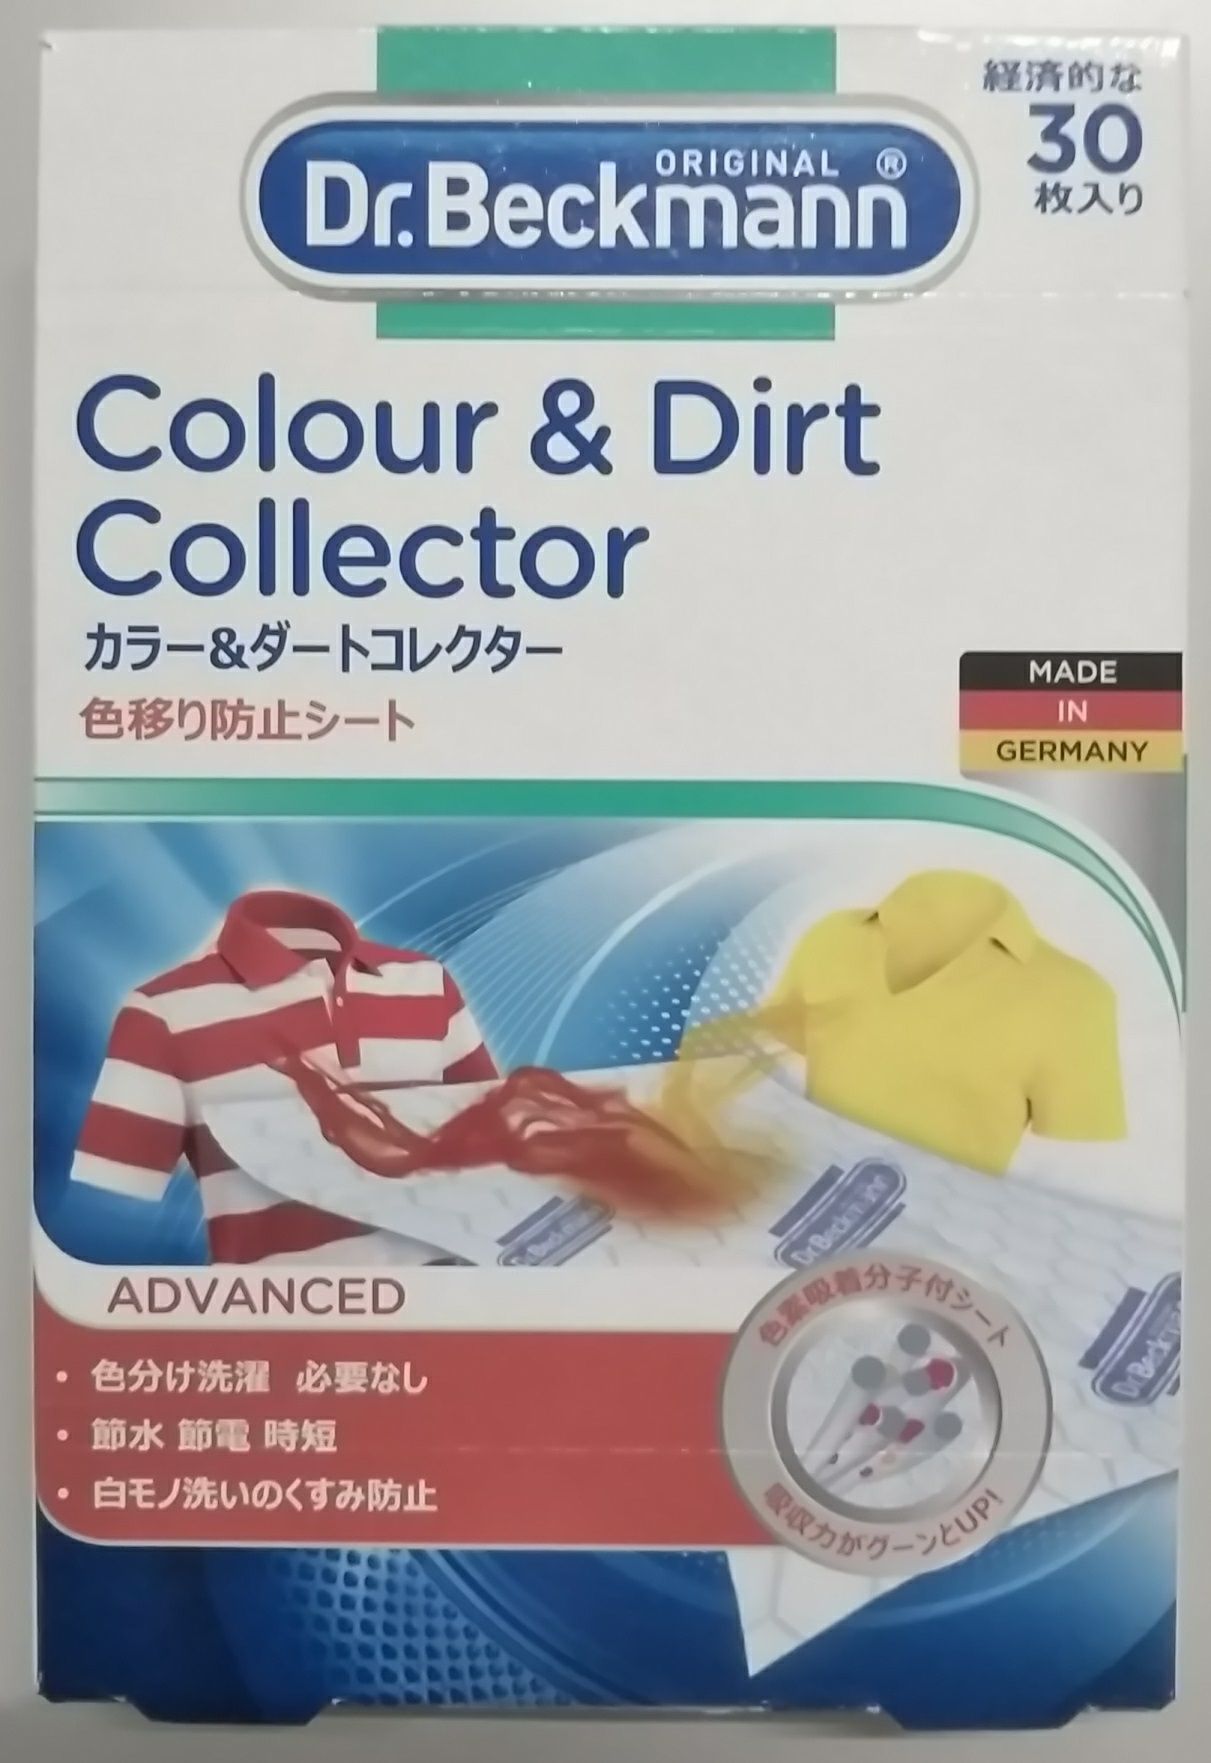 経済的な
30
枚入り
ORIGINAL ®
Dr.Beckmann
Colour & Dirt
Collector
カラー&ダートコレクター
色移り防止シート
MADE
IN
GERMANY
Dr.Beckmann
Dr.Beckmann
ADVANCED
色素吸着分子付シート
・色分け洗濯 必要なし
・節水 節電 時短
・白モノ洗いのくすみ防止
吸収力がグーンとUP!